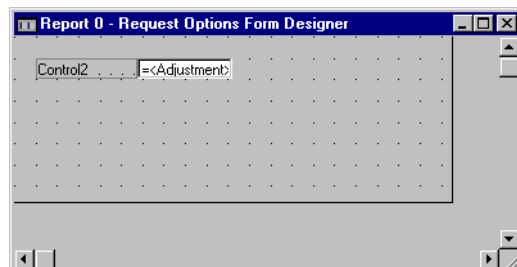 Report 0 - Request Options Form Designer
Control2 . . . . =<Adjustment>